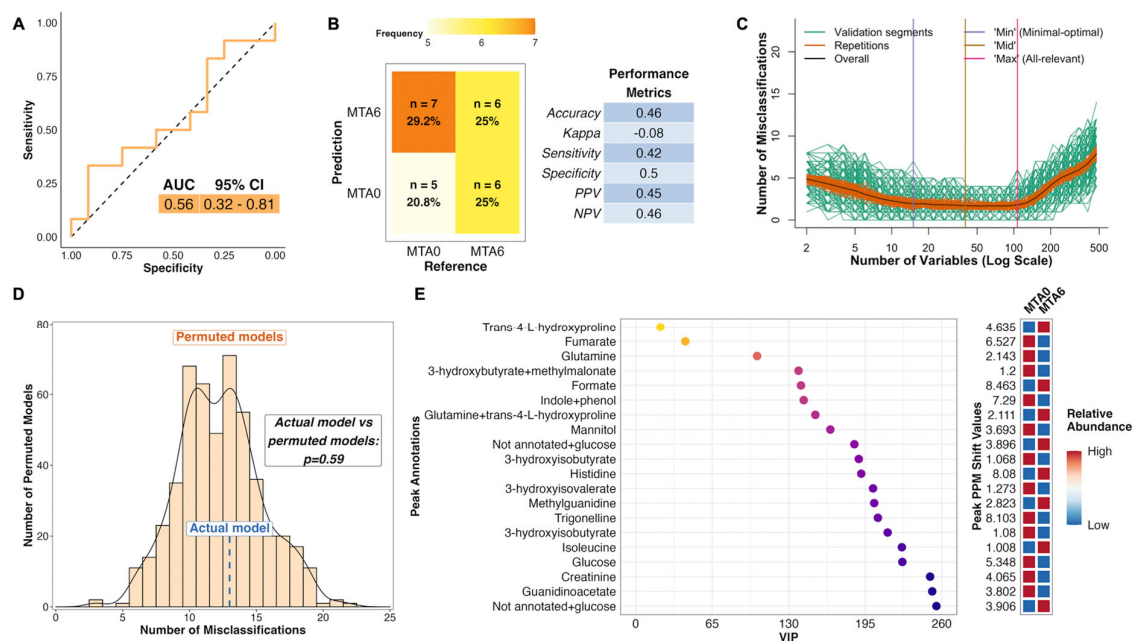 A
1.00
0.75
0.50
0.25
0.00
Sensitivity
AUC 95% CI
0.56 0.32 - 0.81
1.00 0.75 0.50 0.25 0.00
Specificity
B
Frequency
5 6 7
Prediction
MTA6
MTA0
n = 7
29.2%
n = 6
25%
n = 5
20.8%
n = 6
25%
MTA0 MTA6
Reference
Performance
Metrics
Accuracy 0.46
Kappa -0.08
Sensitivity 0.42
Specificity 0.5
PPV 0.45
NPV 0.46
C
Validation segments
Repetitions
Overall
'Min' (Minimal-optimal)
'Mid'
'Max' (All-relevant)
Number of Misclassifications
20
15
10
5
0
2 5 10 20 50 100 200 500
Number of Variables (Log Scale)
D
Number of Permuted Models
80
60
40
20
0
Permuted models
Actual model vs
permuted models:
p=0.59
Actual model
0 5 10 15 20 25
Number of Misclassifications
E
MTA0
MTA6
Peak Annotations
Trans-4-L-hydroxyproline 4.635
Fumarate 6.527
Glutamine 2.143
3-hydroxybutyrate+methylmalonate 1.2
Formate 8.463
Indole+phenol 7.29
Glutamine+trans-4-L-hydroxyproline 2.111
Mannitol 3.693
Not annotated+glucose 3.896
3-hydroxyisobutyrate 1.068
Histidine 8.08
3-hydroxyisovalerate 1.273
Methylguanidine 2.823
Trigonelline 8.103
3-hydroxyisobutyrate 1.08
Isoleucine 1.008
Glucose 5.348
Creatinine 4.065
Guanidinoacetate 3.802
Not annotated+glucose 3.906
0 65 130 195 260
VIP
Peak PPM Shift Values
Relative
Abundance
High
Low